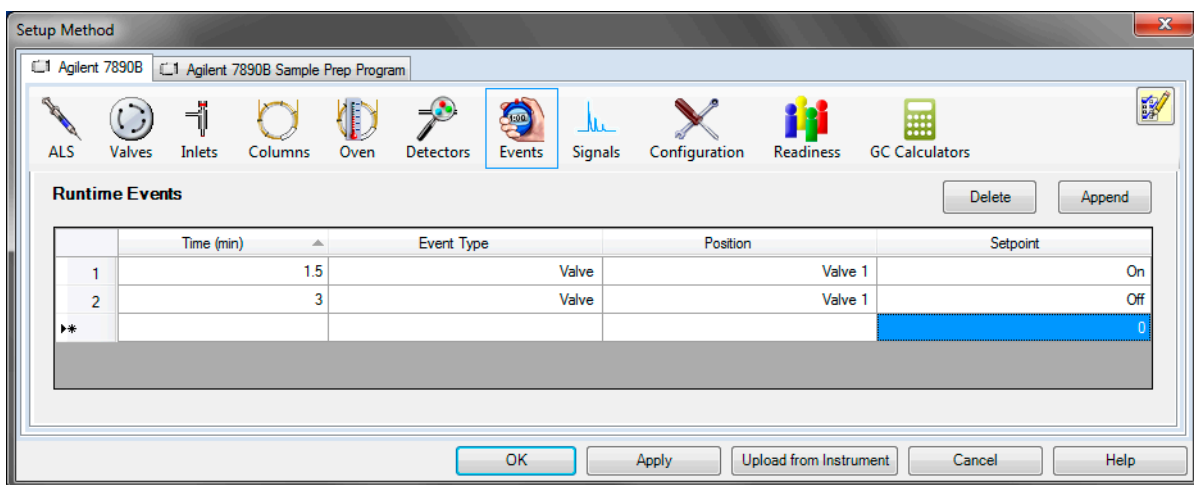 Setup Method
Agilent 7890B Agilent 7890B Sample Prep Program
1:00
ALS Valves Inlets Columns Oven Detectors Events Signals Configuration Readiness GC Calculators
Runtime Events Delete Append
Time (min) Event Type Position Setpoint
1 1.5 Valve Valve 1 On
2 3 Valve Valve 1 Off
0
OK Apply Upload from Instrument Cancel Help